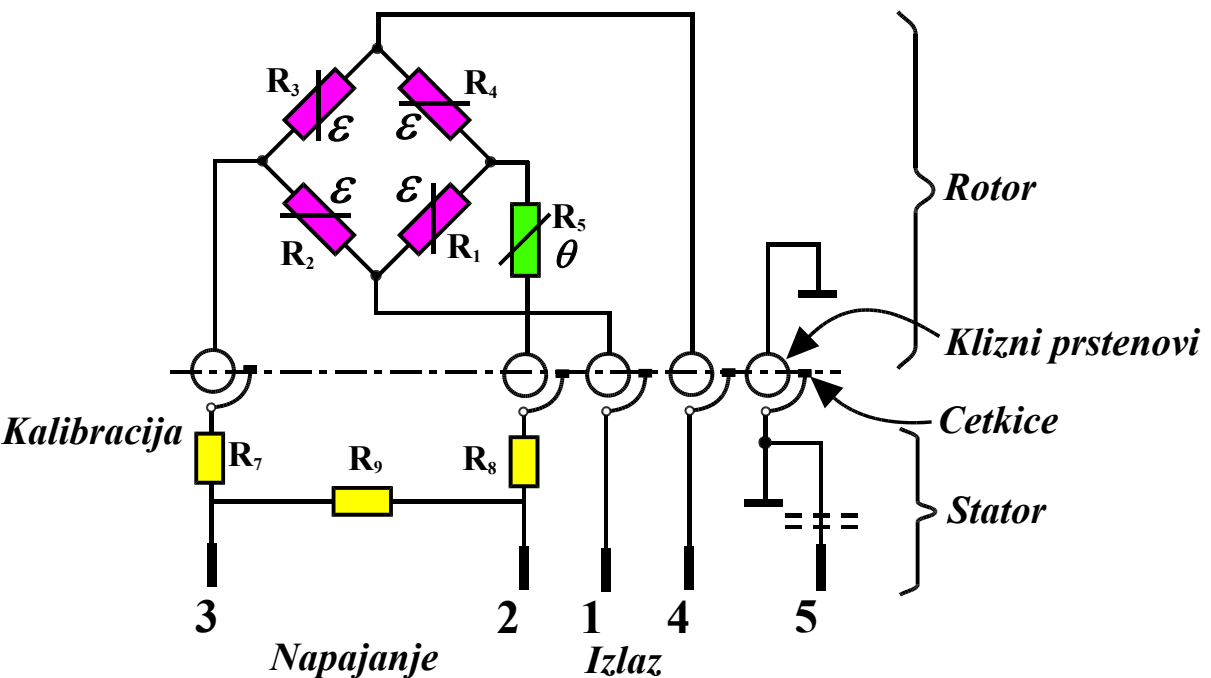 R₃
R₄
ε
ε
ε
ε
R₂
R₁
R₅
θ
Rotor
Klizni prstenovi
Cetkice
Kalibracija
R₇
R₉
R₈
Stator
3
2
1
4
5
Napajanje
Izlaz